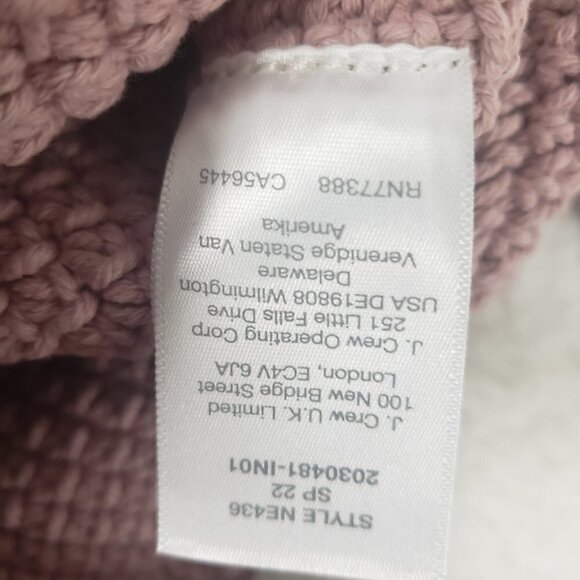 STYLE NE436
SP 22
2030481-IN01
J. Crew U.K. Limited
100 New Bridge Street
London, EC4V 6JA
J. Crew Operating Corp
251 Little Falls Drive
USA DE19808 Wilmington
Delaware
Verenidge Staten Van
Amerika
RN77388 CA56445